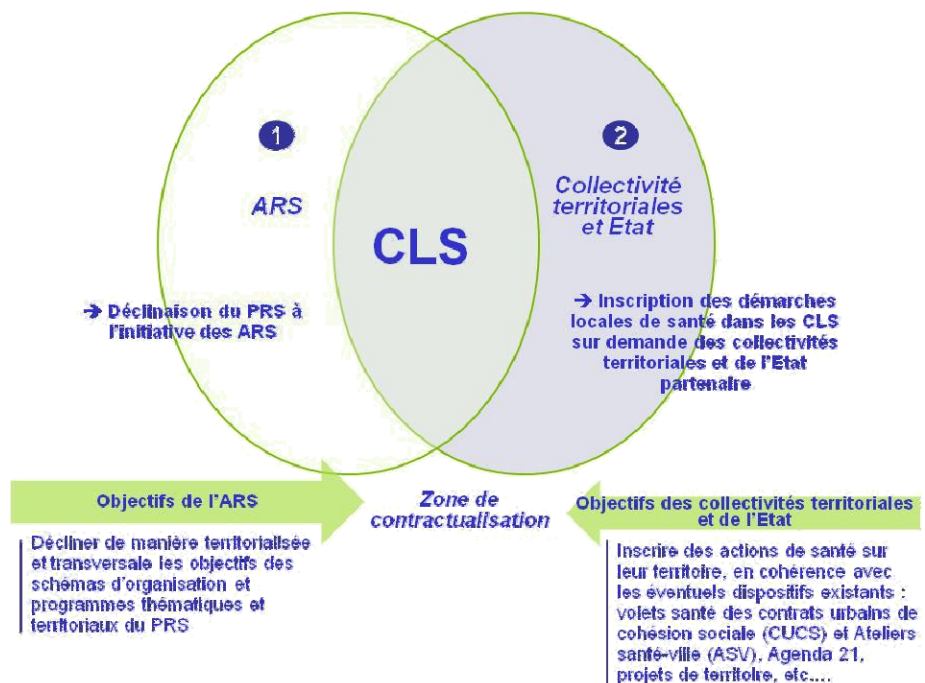 1
ARS
→ Déclinaison du PRS à
l'initiative des ARS
CLS
2
Collectivité
territoriales
et Etat
→ Inscription des démarches
locales de santé dans les CLS
sur demande des collectivités
territoriales et de l'Etat
partenaire
Objectifs de l'ARS
Zone de
contractualisation
Objectifs des collectivités territoriales
et de l'Etat
Décliner de manière territorialisée
et transversale les objectifs des
schémas d'organisation et
programmes thématiques et
territoriaux du PRS
Inscrire des actions de santé sur
leur territoire, en cohérence avec
les éventuels dispositifs existants :
volets santé des contrats urbains de
cohésion sociale (CUCS) et Ateliers
santé-ville (ASV), Agenda 21,
projets de territoire, etc....